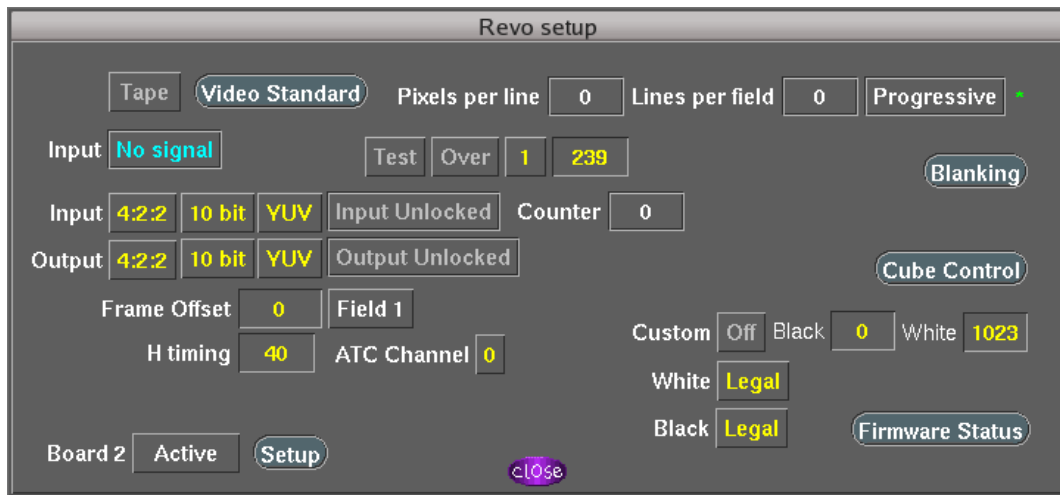 Revo setup
Tape Video Standard Pixels per line 0 Lines per field 0 Progressive *
Input No signal Test Over 1 239
Blanking
Input 4:2:2 10 bit YUV Input Unlocked Counter 0
Output 4:2:2 10 bit YUV Output Unlocked
Cube Control
Frame Offset 0 Field 1
Custom Off Black 0 White 1023
H timing 40 ATC Channel 0
White Legal
Black Legal Firmware Status
Board 2 Active Setup
close